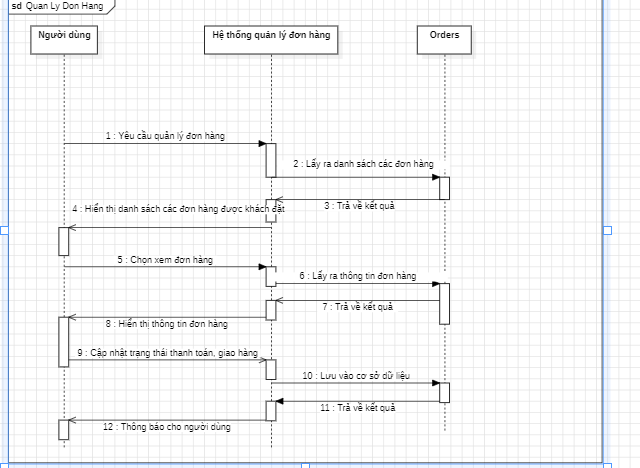 sd Quan Ly Don Hang
Người dùng
Hệ thống quản lý đơn hàng
Orders
1 : Yêu cầu quản lý đơn hàng
2 : Lấy ra danh sách các đơn hàng
3 : Trả về kết quả
4 : Hiển thị danh sách các đơn hàng được khách đặt
5 : Chọn xem đơn hàng
6 : Lấy ra thông tin đơn hàng
7 : Trả về kết quả
8 : Hiển thị thông tin đơn hàng
9 : Cập nhật trạng thái thanh toán, giao hàng
10 : Lưu vào cơ sở dữ liệu
11 : Trả về kết quả
12 : Thông báo cho người dùng